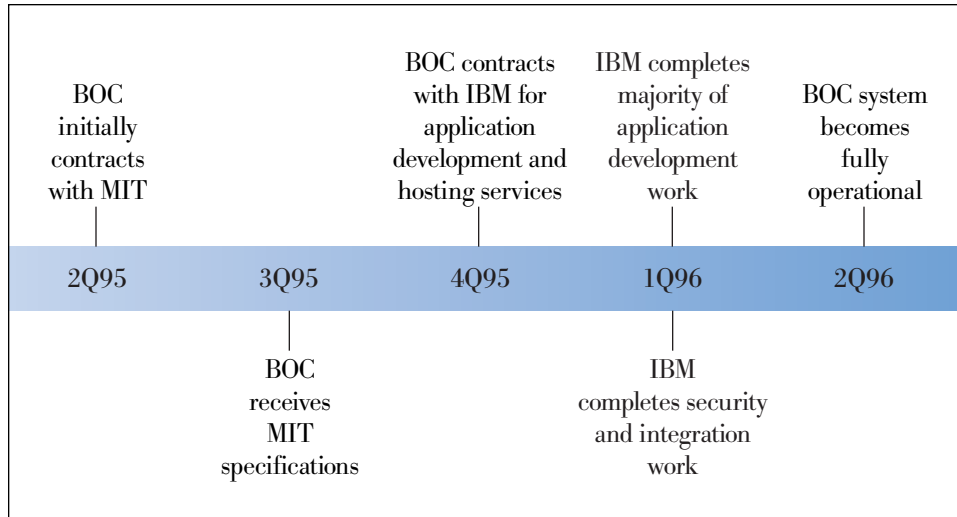 BOC
initially
contracts
with MIT
BOC contracts
with IBM for
application
development and
hosting services
IBM completes
majority of
application
development
work
BOC system
becomes
fully
operational
2Q95
3Q95
4Q95
1Q96
2Q96
BOC
receives
MIT
specifications
IBM
completes security
and integration
work